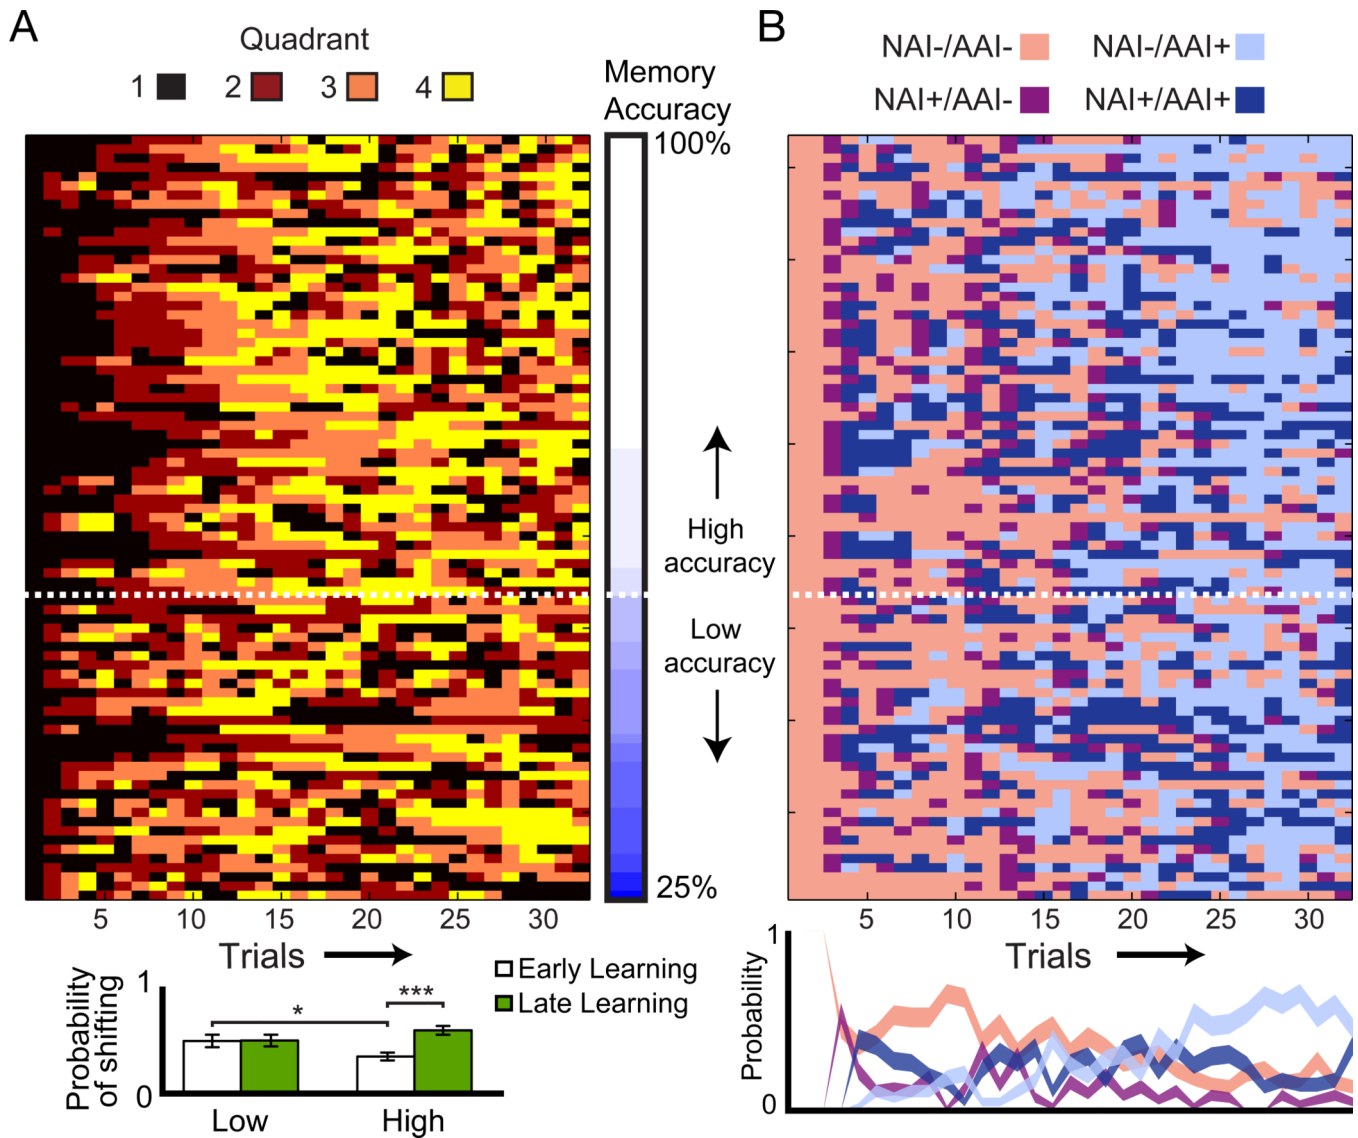 A
Quadrant
1 2 3 4
Memory
Accuracy
100%
High
accuracy
Low
accuracy
25%
5 10 15 20 25 30
Trials
Probability
of shifting
1
0
* ***
Early Learning
Late Learning
Low High
B
NAI-/AAI- NAI-/AAI+
NAI+/AAI- NAI+/AAI+
5 10 15 20 25 30
Trials
Probability
1
0